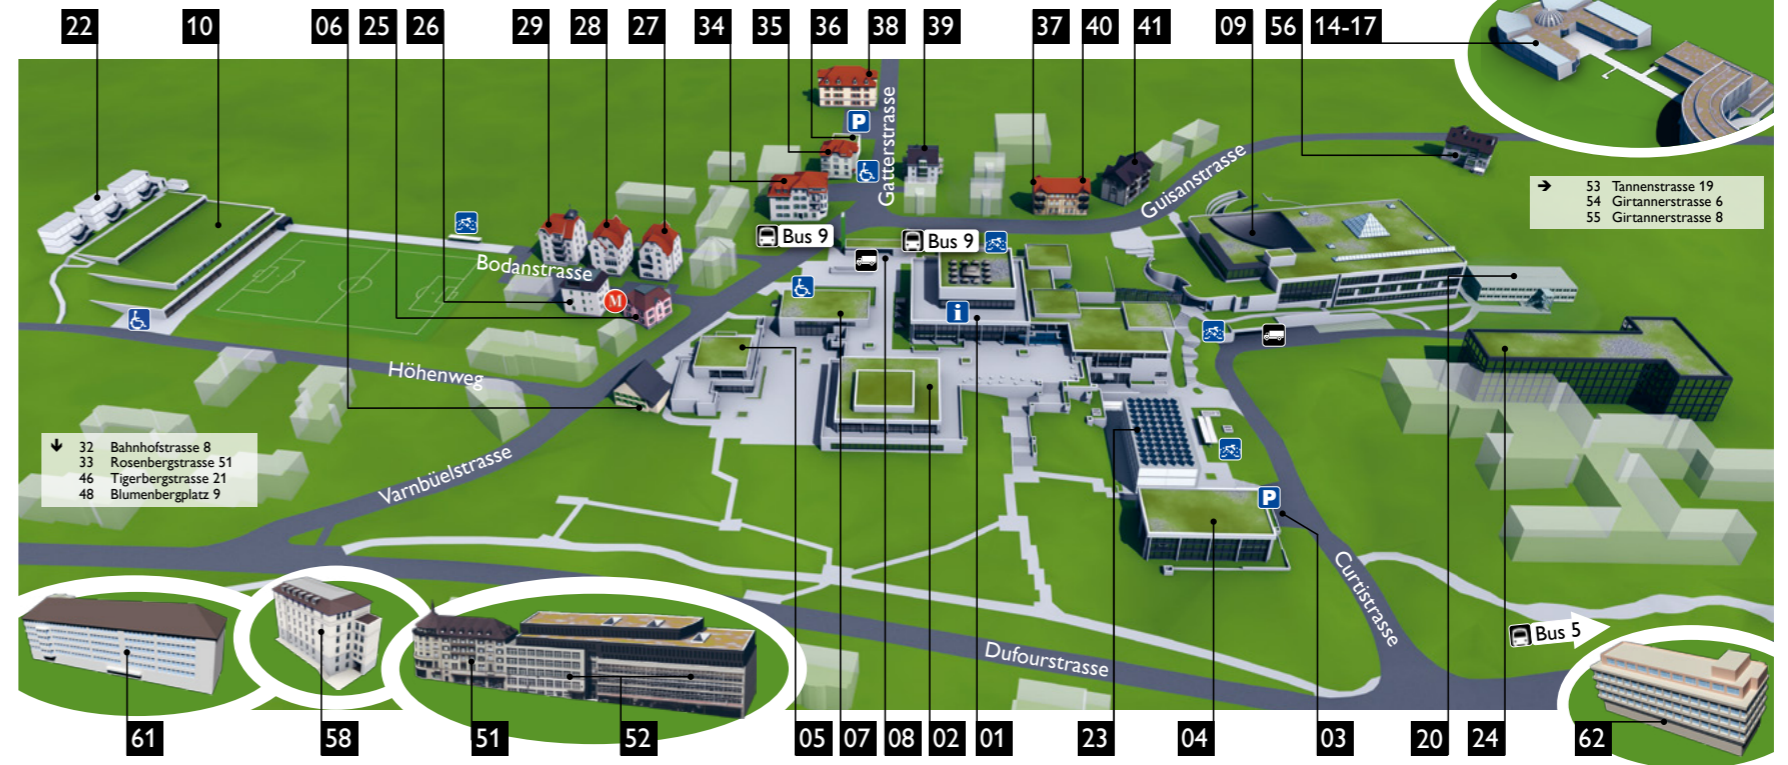 22 10 06 25 26 29 28 27 34 35 36 38 39 37 40 41 09 56 14-17
P
Gatterstrasse
Guisanstrasse
➔ 53 Tannenstrasse 19
54 Girtannerstrasse 6
55 Girtannerstrasse 8
Bus 9
Bus 9
Bodanstrasse
M
i
Höhenweg
🡫 32 Bahnhofstrasse 8
33 Rosenbergstrasse 51
46 Tigerbergstrasse 21
48 Blumenbergplatz 9
Varnbüelstrasse
P
Curtistrasse
Bus 5
Dufourstrasse
61 58 51 52 05 07 08 02 01 23 04 03 20 24 62